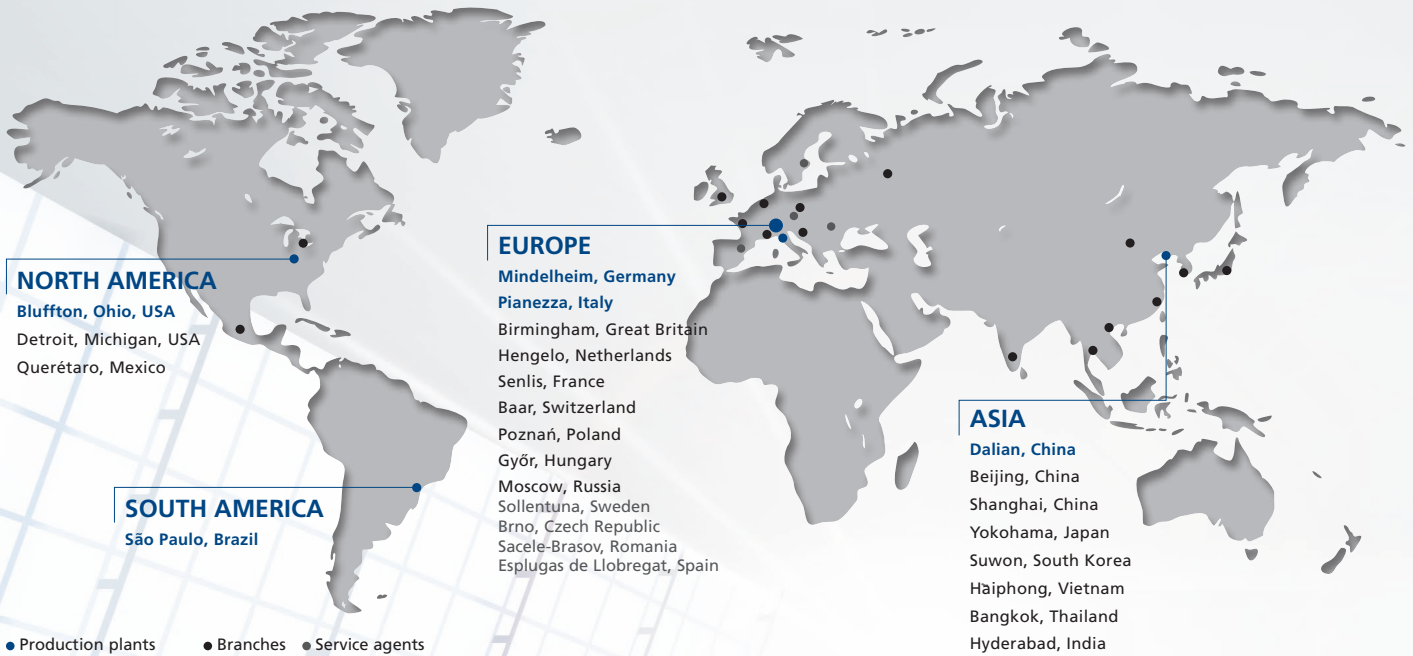 NORTH AMERICA
Bluffton, Ohio, USA
Detroit, Michigan, USA
Querétaro, Mexico
SOUTH AMERICA
São Paulo, Brazil
EUROPE
Mindelheim, Germany
Pianezza, Italy
Birmingham, Great Britain
Hengelo, Netherlands
Senlis, France
Baar, Switzerland
Poznań, Poland
Győr, Hungary
Moscow, Russia
Sollentuna, Sweden
Brno, Czech Republic
Sacele-Brasov, Romania
Esplugas de Llobregat, Spain
ASIA
Dalian, China
Beijing, China
Shanghai, China
Yokohama, Japan
Suwon, South Korea
Haiphong, Vietnam
Bangkok, Thailand
Hyderabad, India
Production plants
Branches
Service agents